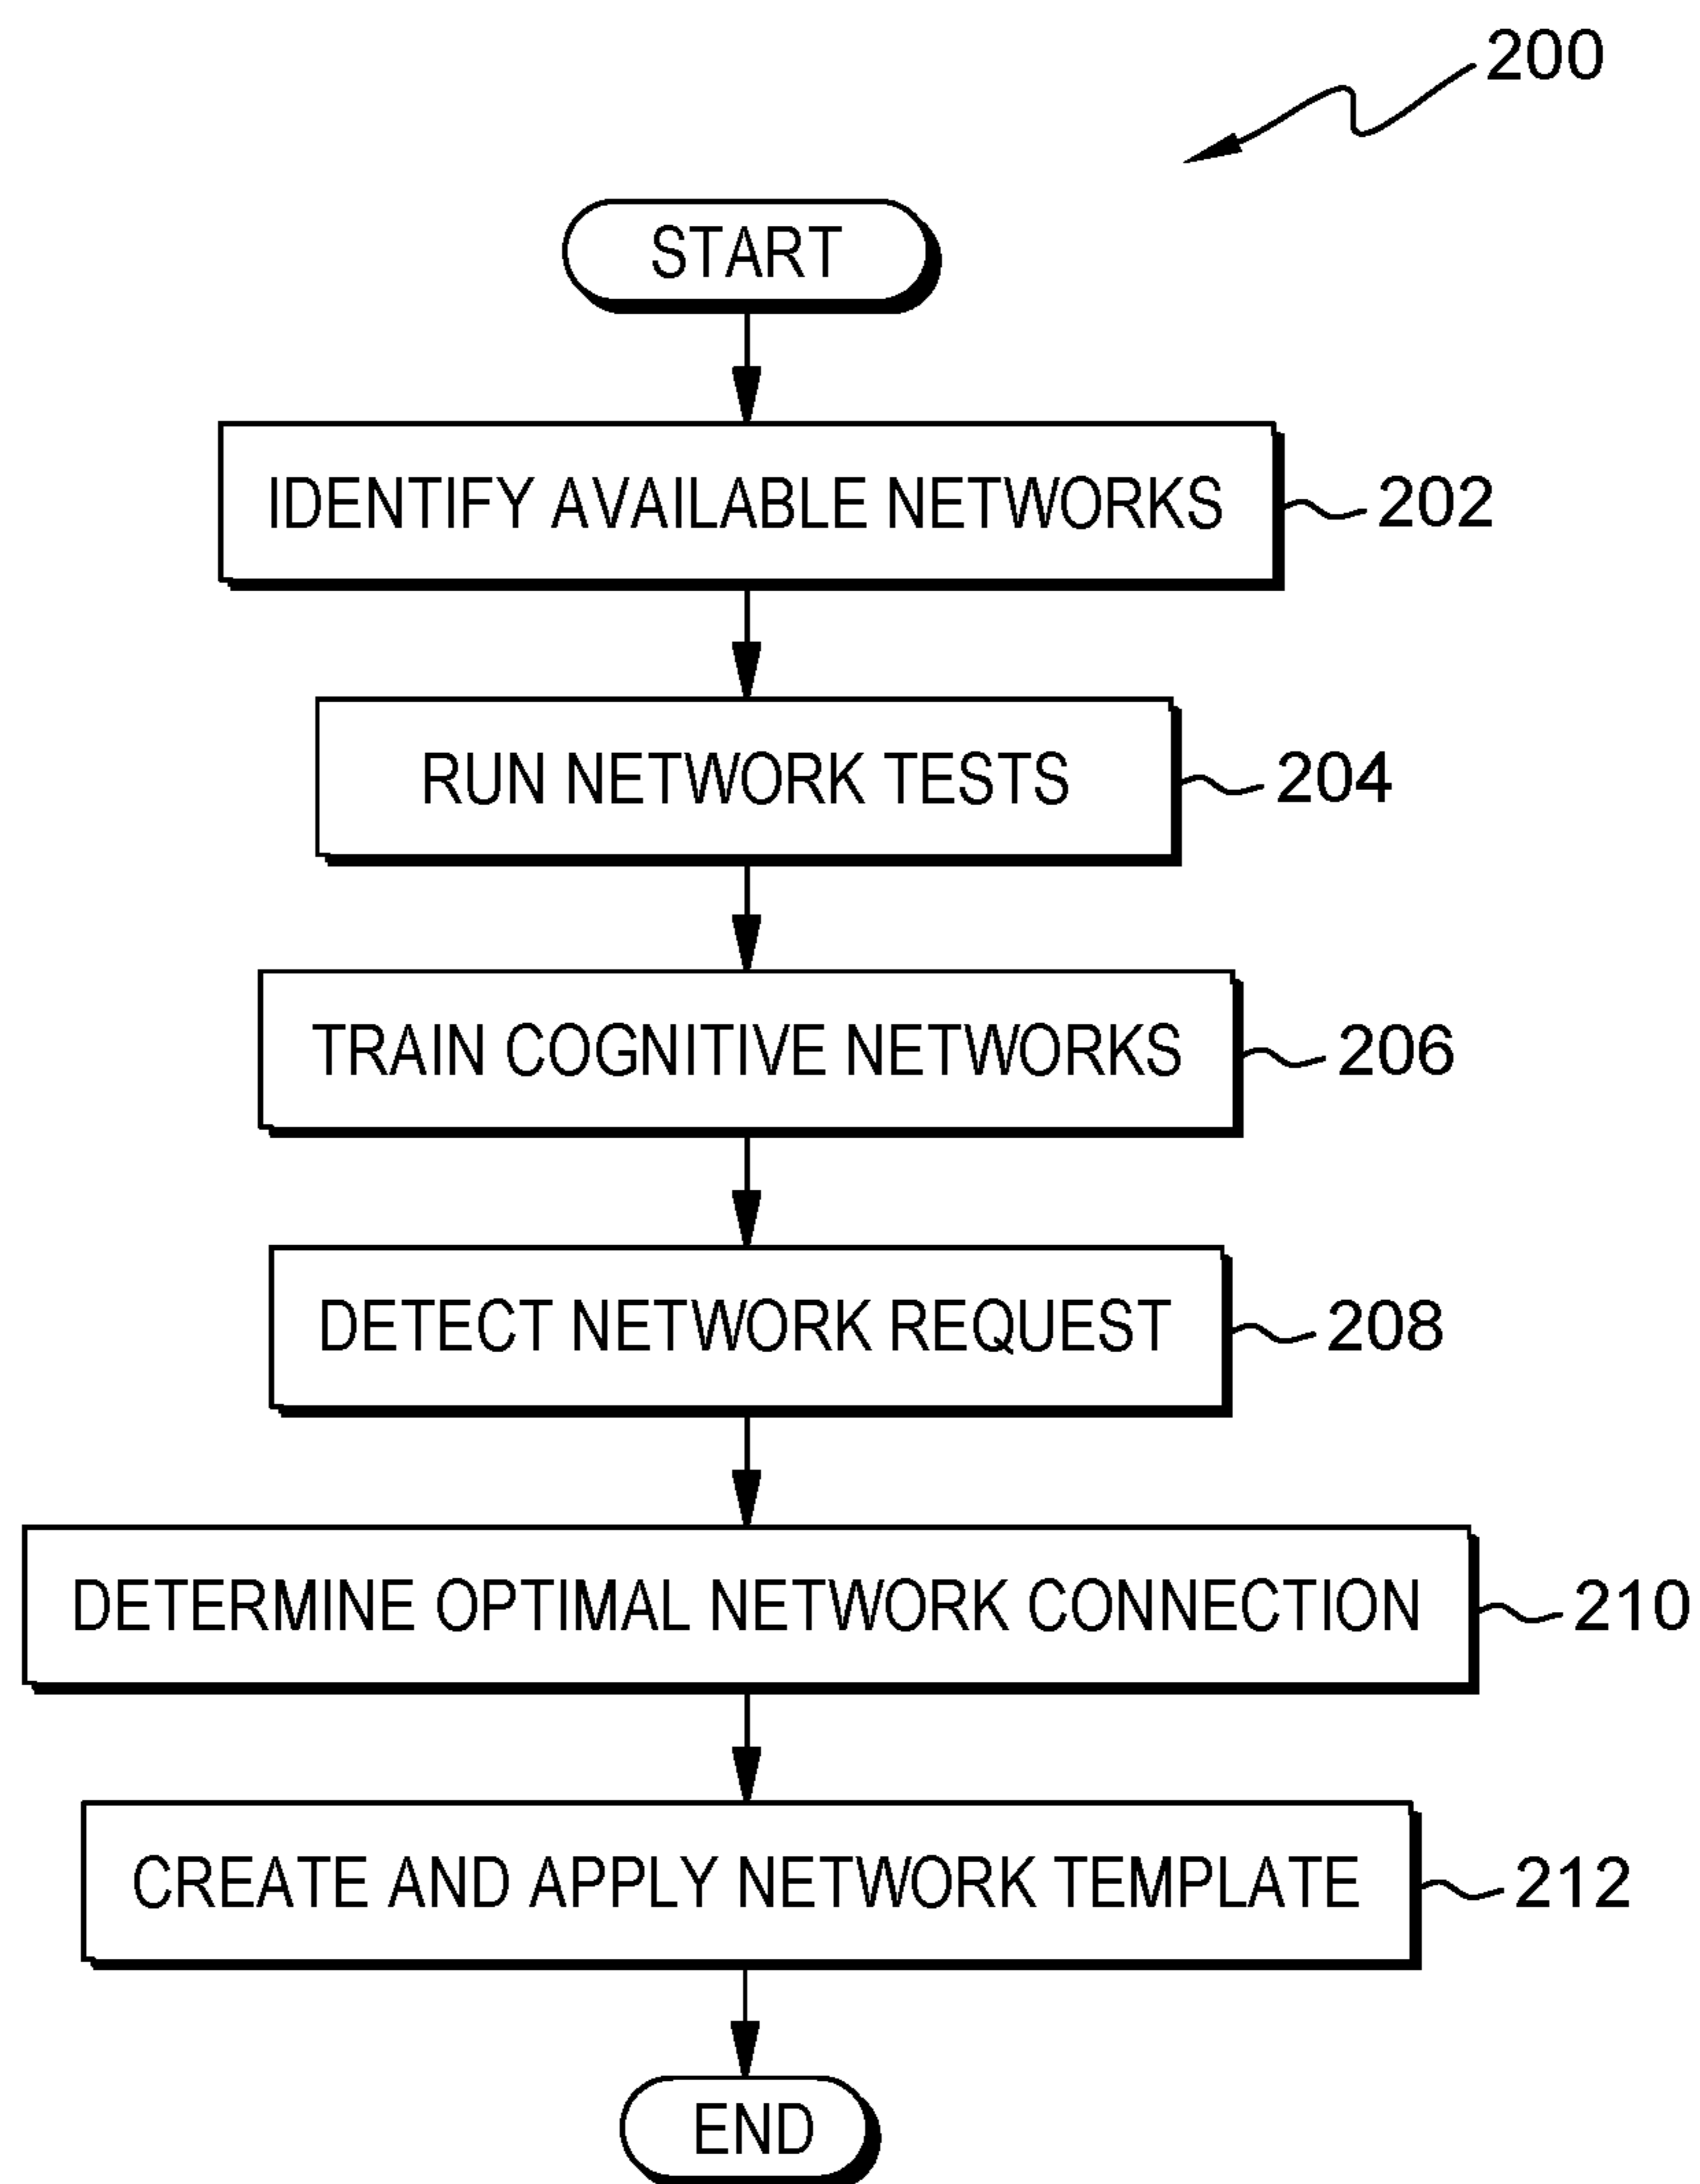 200
START
IDENTIFY AVAILABLE NETWORKS
202
RUN NETWORK TESTS
204
TRAIN COGNITIVE NETWORKS
206
DETECT NETWORK REQUEST
208
DETERMINE OPTIMAL NETWORK CONNECTION
210
CREATE AND APPLY NETWORK TEMPLATE
212
END